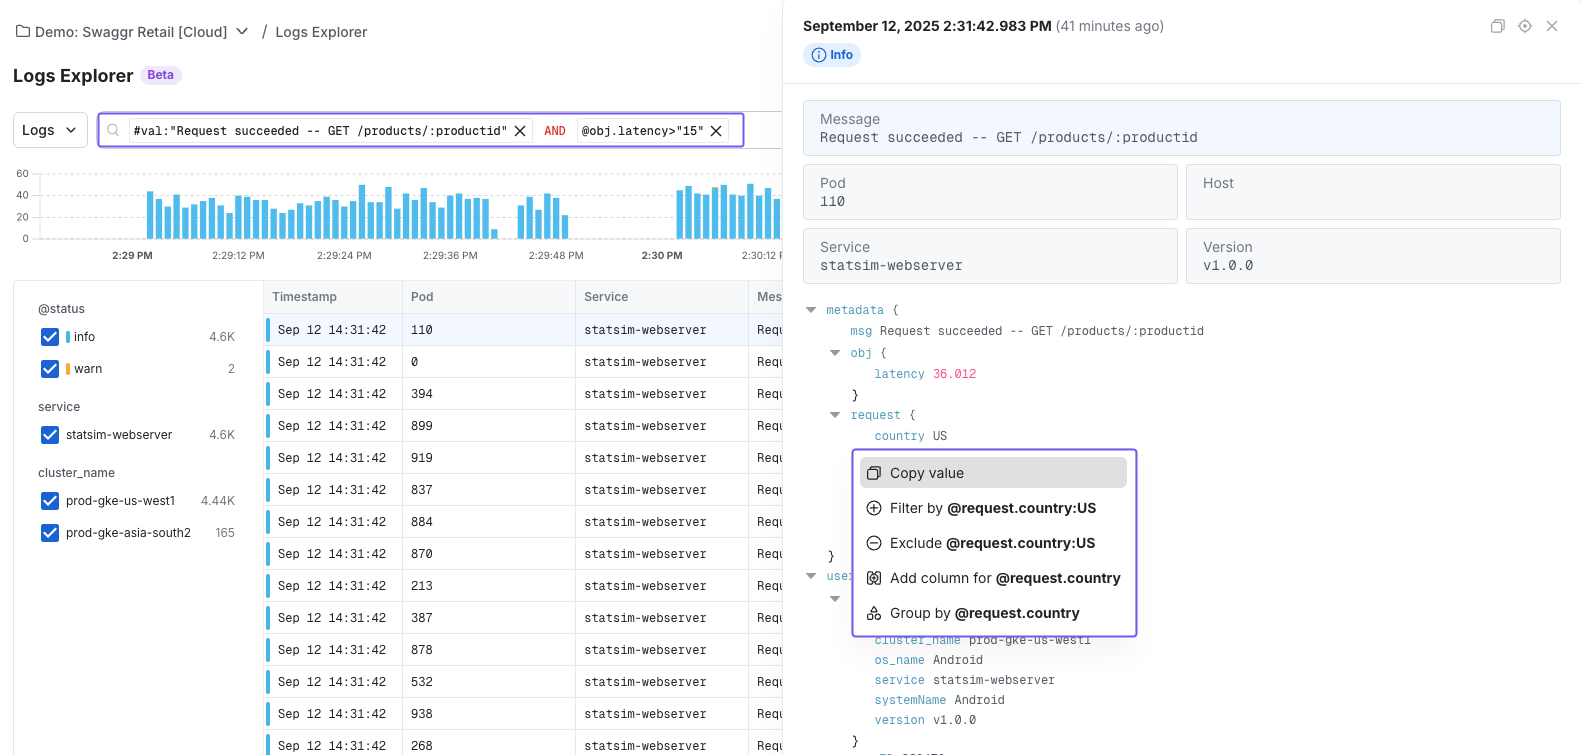 Demo: Swaggr Retail [Cloud] / Logs Explorer
Logs Explorer Beta
Logs
#val:"Request succeeded -- GET /products/:productid" AND @obj.latency>"15"
60
40
20
0
2:29 PM 2:29:12 PM 2:29:24 PM 2:29:36 PM 2:29:48 PM 2:30 PM 2:30:12 P
@status
info 4.6K
warn 2
service
statsim-webserver 4.6K
cluster_name
prod-gke-us-west1 4.44K
prod-gke-asia-south2 165
Timestamp Pod Service Mes
Sep 12 14:31:42 110 statsim-webserver Requ
Sep 12 14:31:42 0 statsim-webserver Requ
Sep 12 14:31:42 394 statsim-webserver Requ
Sep 12 14:31:42 899 statsim-webserver Requ
Sep 12 14:31:42 919 statsim-webserver Requ
Sep 12 14:31:42 837 statsim-webserver Requ
Sep 12 14:31:42 884 statsim-webserver Requ
Sep 12 14:31:42 870 statsim-webserver Requ
Sep 12 14:31:42 213 statsim-webserver Requ
Sep 12 14:31:42 387 statsim-webserver Requ
Sep 12 14:31:42 878 statsim-webserver Requ
Sep 12 14:31:42 532 statsim-webserver Requ
Sep 12 14:31:42 938 statsim-webserver Requ
Sep 12 14:31:42 268 statsim-webserver Requ
September 12, 2025 2:31:42.983 PM (41 minutes ago)
Info
Message
Request succeeded -- GET /products/:productid
Pod
110
Host
Service
statsim-webserver
Version
v1.0.0
metadata {
msg Request succeeded -- GET /products/:productid
obj {
latency 36.012
}
request {
country US
Copy value
Filter by @request.country:US
Exclude @request.country:US
Add column for @request.country
Group by @request.country
}
user
cluster_name prod-gke-us-west1
os_name Android
service statsim-webserver
systemName Android
version v1.0.0
}